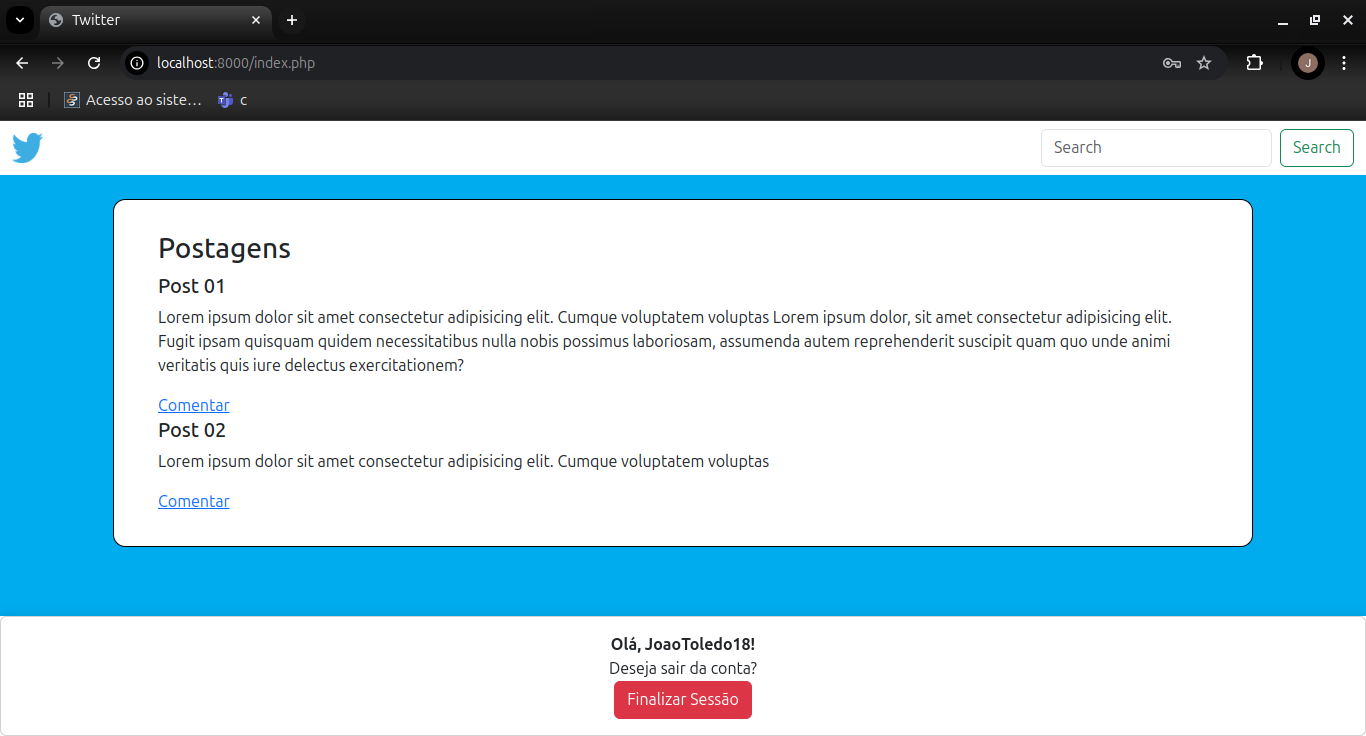 Twitter
localhost:8000/index.php
J
Acesso ao siste...
c
Search
Search
Postagens
Post 01
Lorem ipsum dolor sit amet consectetur adipisicing elit. Cumque voluptatem voluptas Lorem ipsum dolor, sit amet consectetur adipisicing elit.
Fugit ipsam quisquam quidem necessitatibus nulla nobis possimus laboriosam, assumenda autem reprehenderit suscipit quam quo unde animi
veritatis quis iure delectus exercitationem?
Comentar
Post 02
Lorem ipsum dolor sit amet consectetur adipisicing elit. Cumque voluptatem voluptas
Comentar
Olá, JoaoToledo18!
Deseja sair da conta?
Finalizar Sessão